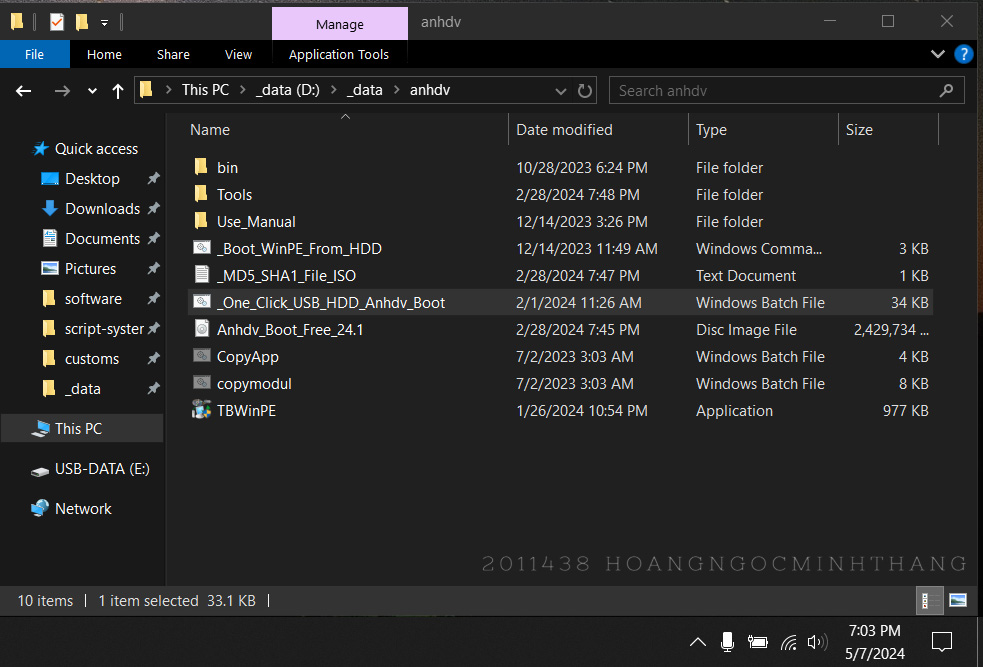 Manage
anhdv
File
Home
Share
View
Application Tools
?
This PC > _data (D:) > _data > anhdv
Search anhdv
Name
Date modified
Type
Size
Quick access
Desktop
Downloads
Documents
Pictures
software
script-syster
customs
_data
This PC
USB-DATA (E:)
Network
bin 10/28/2023 6:24 PM File folder
Tools 2/28/2024 7:48 PM File folder
Use_Manual 12/14/2023 3:26 PM File folder
_Boot_WinPE_From_HDD 12/14/2023 11:49 AM Windows Comma... 3 KB
_MD5_SHA1_File_ISO 2/28/2024 7:47 PM Text Document 1 KB
_One_Click_USB_HDD_Anhdv_Boot 2/1/2024 11:26 AM Windows Batch File 34 KB
Anhdv_Boot_Free_24.1 2/28/2024 7:45 PM Disc Image File 2,429,734 ...
CopyApp 7/2/2023 3:03 AM Windows Batch File 4 KB
copymodul 7/2/2023 3:03 AM Windows Batch File 8 KB
TBWinPE 1/26/2024 10:54 PM Application 977 KB
2011438 HOANGNGOCMINHTHANG
10 items | 1 item selected 33.1 KB |
7:03 PM
5/7/2024